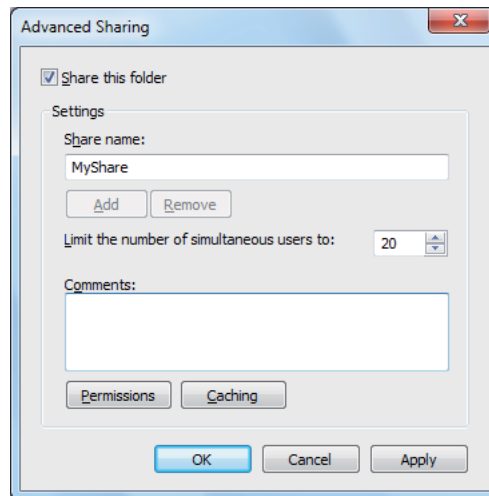 Advanced Sharing
Share this folder
Settings
Share name:
MyShare
Add Remove
Limit the number of simultaneous users to: 20
Comments:
Permissions Caching
OK Cancel Apply